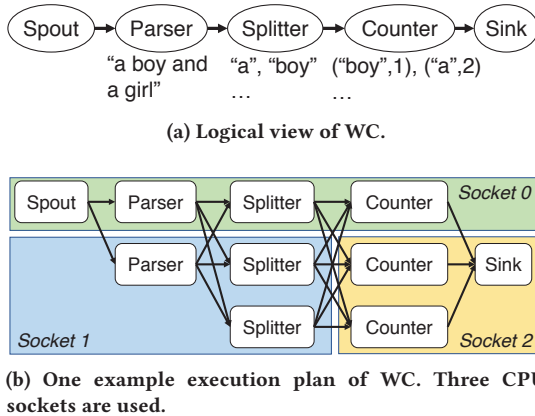 Spout Parser Splitter Counter Sink
“a boy and “a”, “boy” (“boy”,1), (“a”,2)
a girl” … …
(a) Logical view of WC.
Socket 0
Spout Parser Splitter Counter
Parser Splitter Counter Sink
Splitter Counter
Socket 1 Socket 2
(b) One example execution plan of WC. Three CPU
sockets are used.